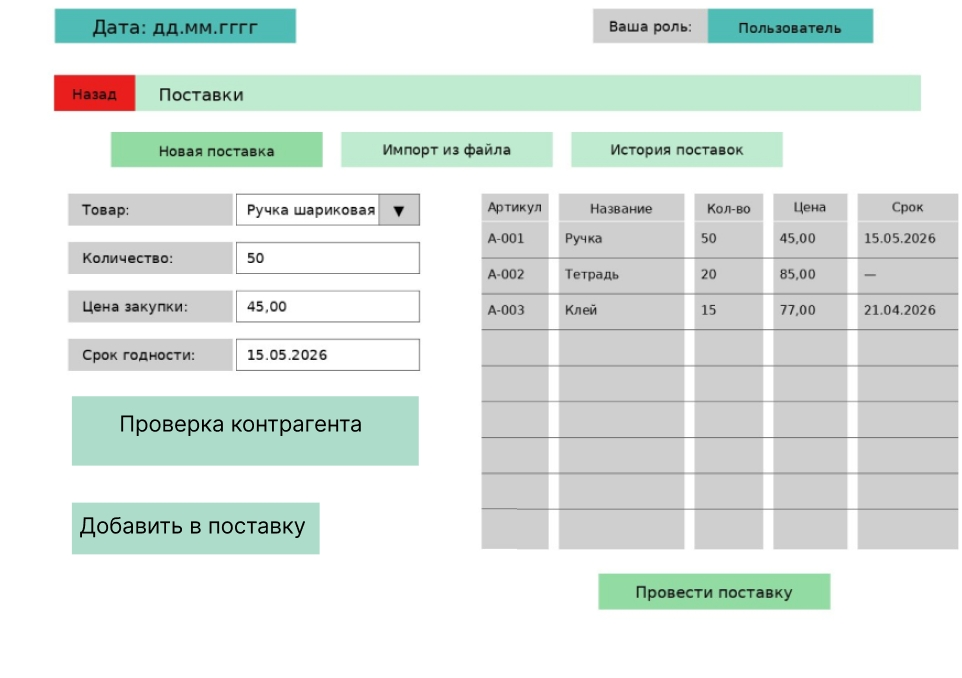 Дата: дд.мм.гггг
Ваша роль: Пользователь
Назад Поставки
Новая поставка Импорт из файла История поставок
Товар: Ручка шариковая ▼
Количество: 50
Цена закупки: 45,00
Срок годности: 15.05.2026
Проверка контрагента
Добавить в поставку
Артикул Название Кол-во Цена Срок
А-001 Ручка 50 45,00 15.05.2026
А-002 Тетрадь 20 85,00 —
А-003 Клей 15 77,00 21.04.2026
Провести поставку